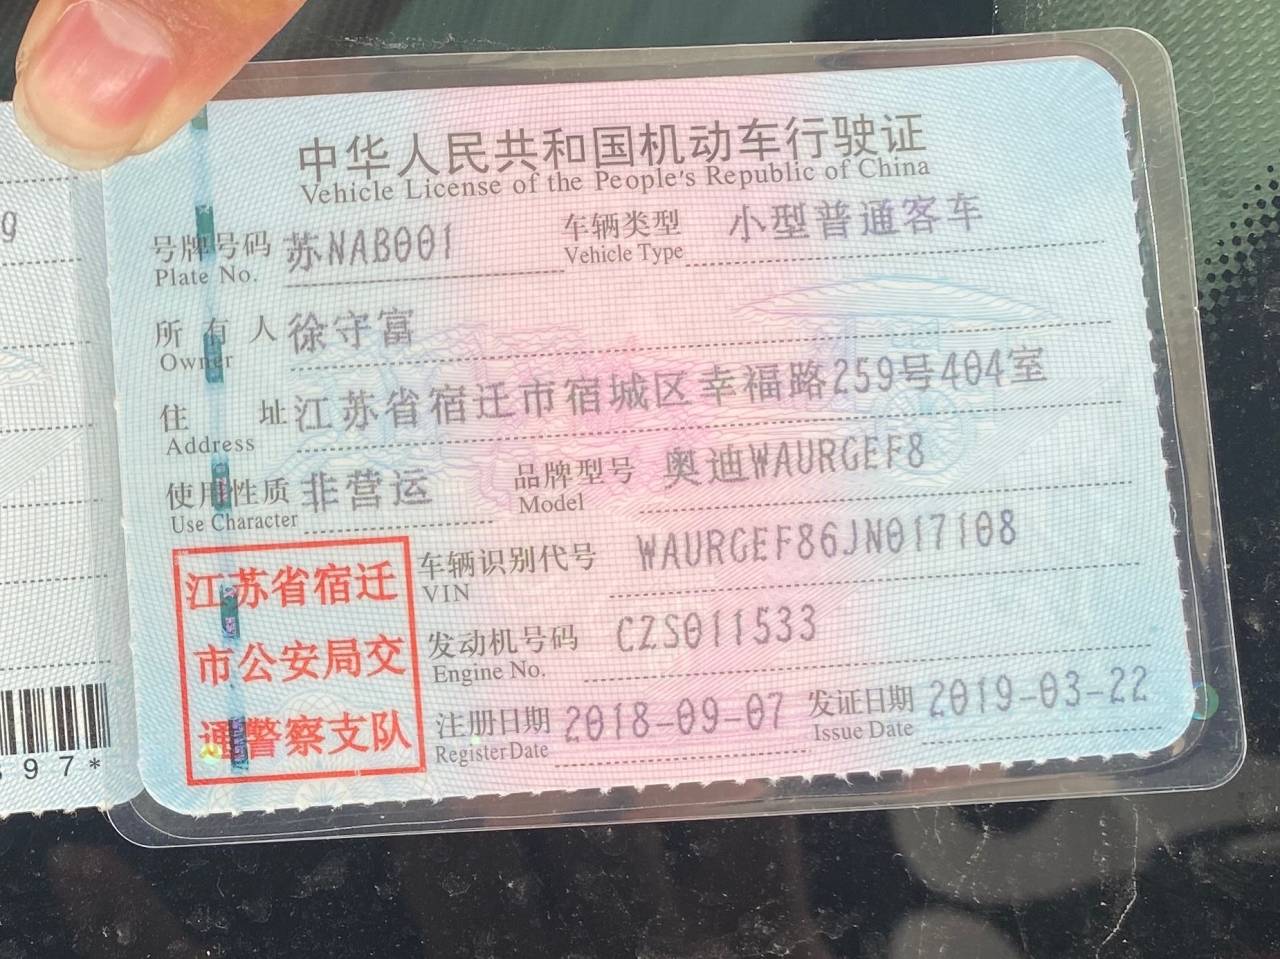 中华人民共和国机动车行驶证
Vehicle License of the People's Republic of China
号牌号码 苏NAB001 车辆类型 小型普通客车
Plate No. Vehicle Type
所有人 徐守富
Owner
住址 江苏省宿迁市宿城区幸福路259号404室
Address
使用性质 非营运 品牌型号 奥迪WAURGEF8
Use Character Model
江苏省宿迁
市公安局交
通警察支队
车辆识别代号 WAURGEF86JN017108
VIN
发动机号码 CZS011533
Engine No.
注册日期 2018-09-07 发证日期 2019-03-22
Register Date Issue Date
g
97*